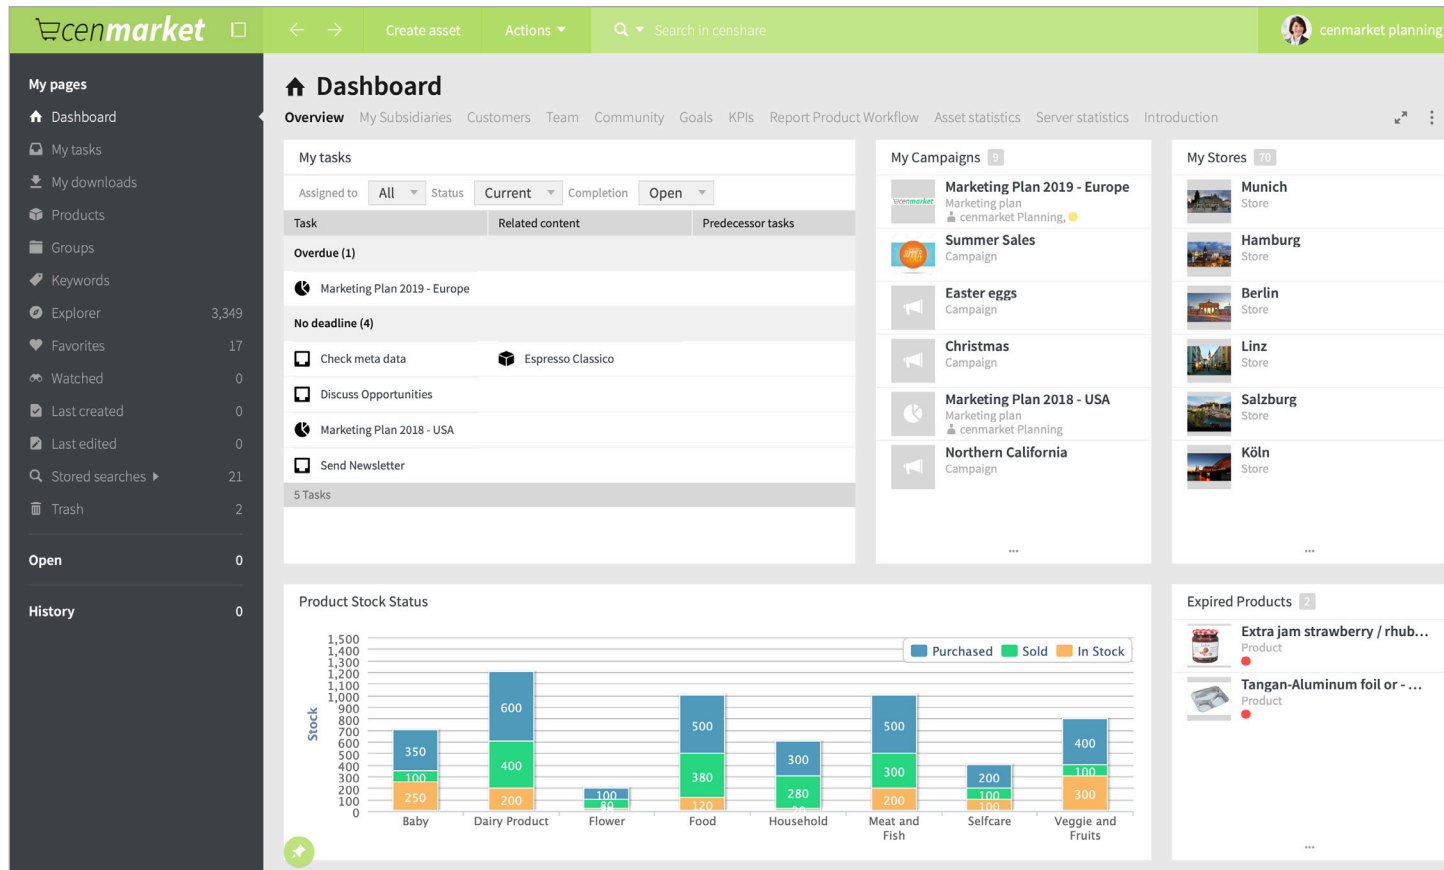 cenmarket
Create asset
Actions
Search in censhare
cenmarket planning
My pages
Dashboard
My tasks
My downloads
Products
Groups
Keywords
Explorer 3,349
Favorites 17
Watched 0
Last created 0
Last edited 0
Stored searches 21
Trash 2
Open 0
History 0
Dashboard
Overview My Subsidiaries Customers Team Community Goals KPIs Report Product Workflow Asset statistics Server statistics Introduction
My tasks
Assigned to All Status Current Completion Open
Task Related content Predecessor tasks
Overdue (1)
Marketing Plan 2019 - Europe
No deadline (4)
Check meta data Espresso Classico
Discuss Opportunities
Marketing Plan 2018 - USA
Send Newsletter
5 Tasks
My Campaigns 9
cenmarket
Marketing Plan 2019 - Europe
Marketing plan
cenmarket Planning,
Summer Sales
Campaign
Easter eggs
Campaign
Christmas
Campaign
Marketing Plan 2018 - USA
Marketing plan
cenmarket Planning
Northern California
Campaign
...
My Stores 70
Munich
Store
Hamburg
Store
Berlin
Store
Linz
Store
Salzburg
Store
Köln
Store
...
Product Stock Status
Purchased Sold In Stock
Stock
1,500
1,400
1,300
1,200
1,100
1,000
900
800
700
600
500
400
300
200
100
0
350
100
250
600
400
200
100
80
500
380
120
300
280
20
500
300
200
200
100
100
400
100
300
Baby
Dairy Product
Flower
Food
Household
Meat and
Fish
Selfcare
Veggie and
Fruits
Expired Products 2
Extra jam strawberry / rhub...
Product
Tangan-Aluminum foil or - ...
Product
...